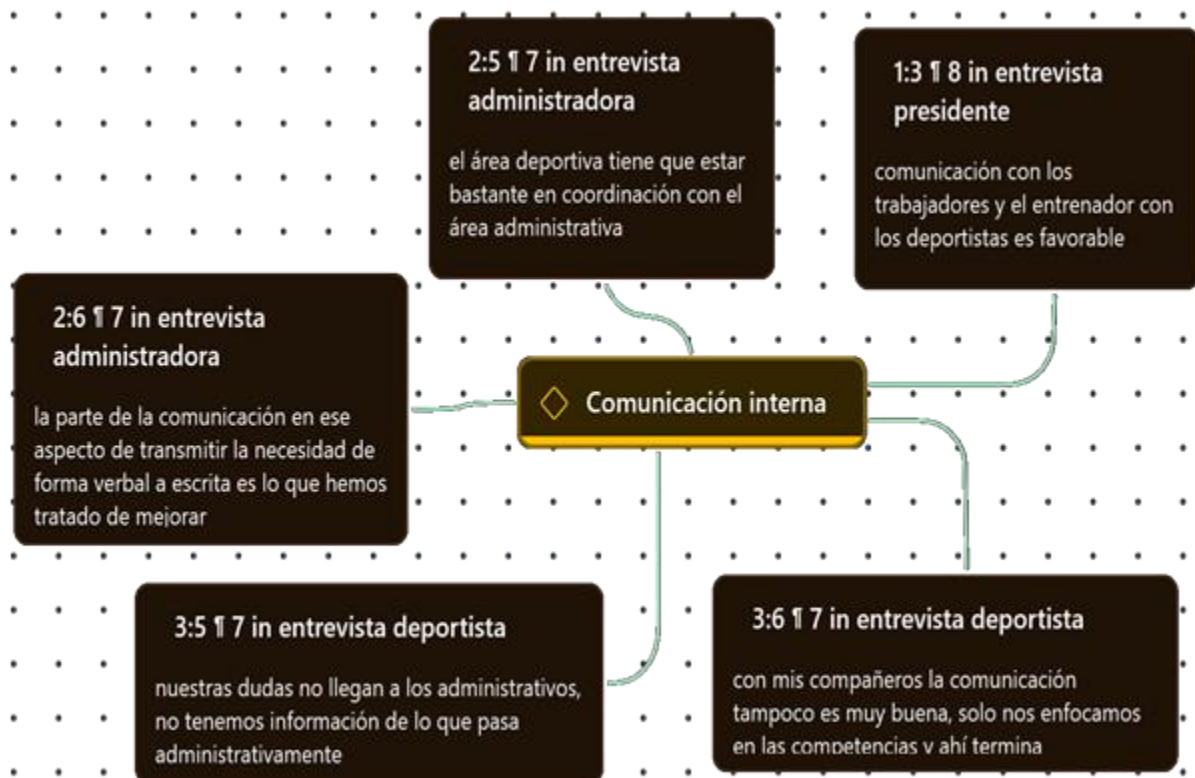 2:5 ¶ 7 in entrevista
administradora
el área deportiva tiene que estar
bastante en coordinación con el
área administrativa
1:3 ¶ 8 in entrevista
presidente
comunicación con los
trabajadores y el entrenador con
los deportistas es favorable
2:6 ¶ 7 in entrevista
administradora
la parte de la comunicación en ese
aspecto de transmitir la necesidad de
forma verbal a escrita es lo que hemos
tratado de mejorar
Comunicación interna
3:5 ¶ 7 in entrevista deportista
nuestras dudas no llegan a los administrativos,
no tenemos información de lo que pasa
administrativamente
3:6 ¶ 7 in entrevista deportista
con mis compañeros la comunicación
tampoco es muy buena, solo nos enfocamos
en las competencias y ahí termina